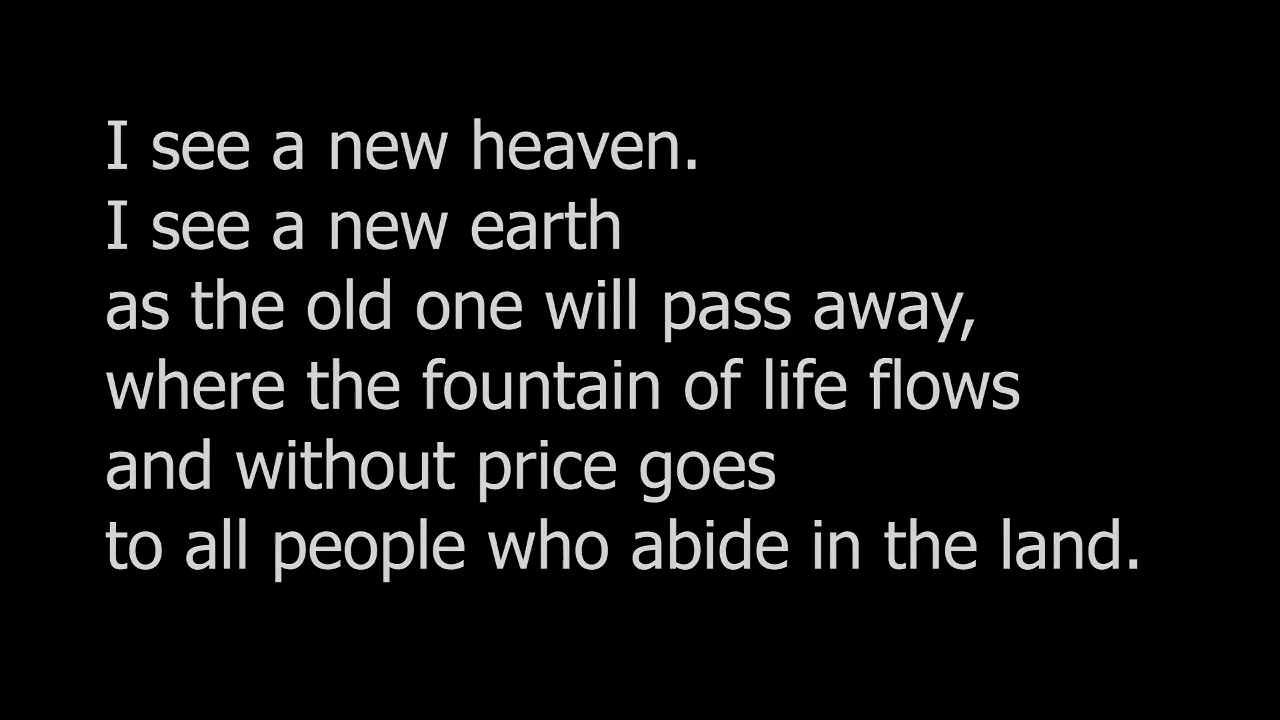 I see a new heaven.
I see a new earth
as the old one will pass away,
where the fountain of life flows
and without price goes
to all people who abide in the land.